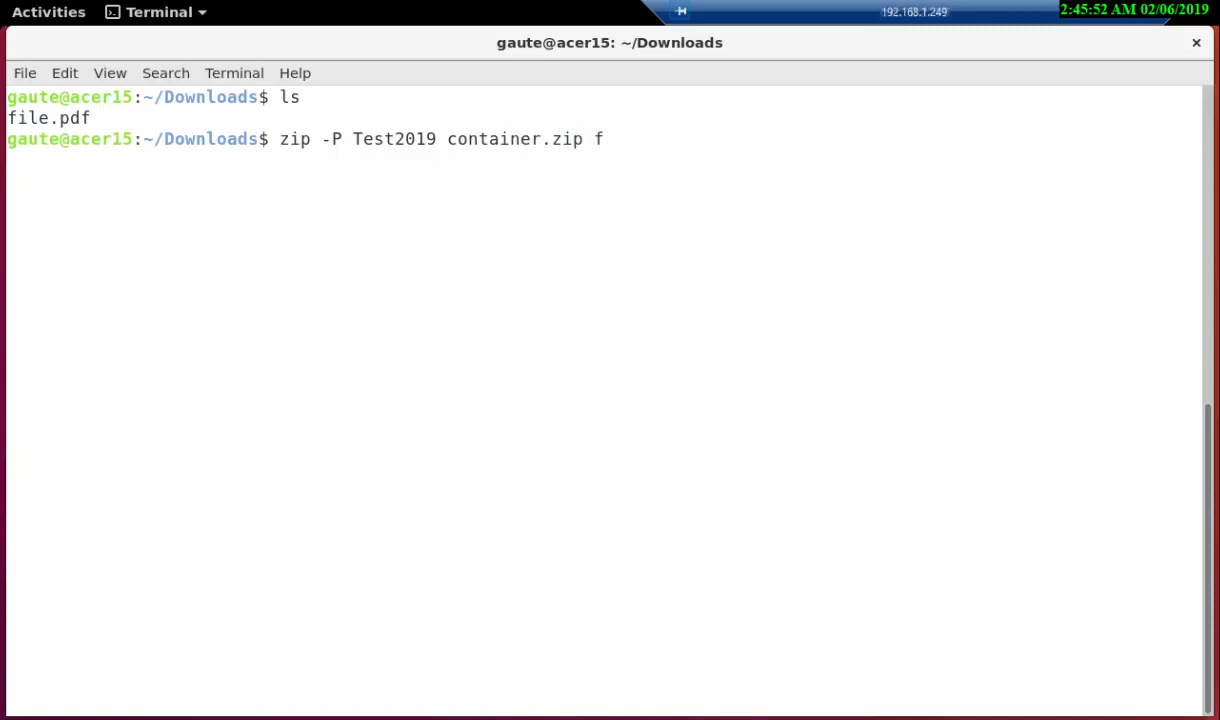 Activities Terminal 192.168.1.249 2:45:52 AM 02/06/2019
gaute@acer15: ~/Downloads ×
File Edit View Search Terminal Help
gaute@acer15:~/Downloads$ ls
file.pdf
gaute@acer15:~/Downloads$ zip -P Test2019 container.zip f